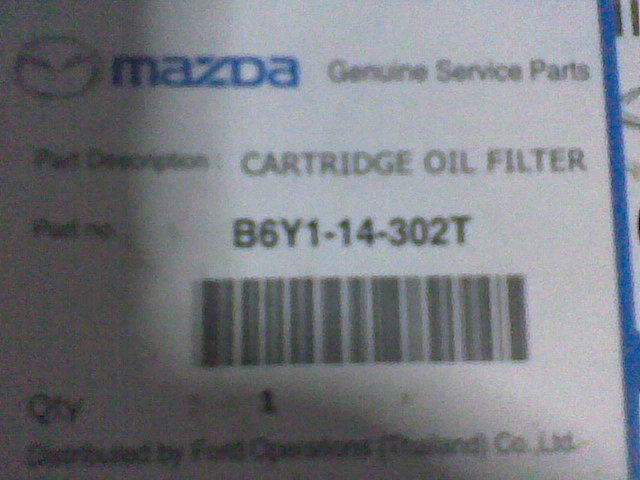 mazda Genuine Service Parts
Part Description : CARTRIDGE OIL FILTER
Part no. B6Y1-14-302T
Qty 1
Distributed by Ford Operations (Thailand) Co.,Ltd.